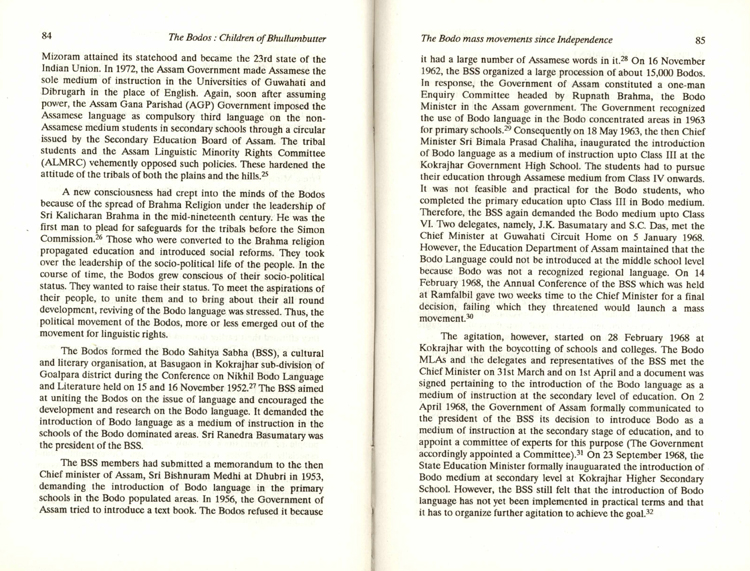 84 The Bodos : Children of Bhullumbutter
Mizoram attained its statehood and became the 23rd state of the
Indian Union. In 1972, the Assam Government made Assamese the
sole medium of instruction in the Universities of Guwahati and
Dibrugarh in the place of English. Again, soon after assuming
power, the Assam Gana Parishad (AGP) Government imposed the
Assamese language as compulsory third language on the non-
Assamese medium students in secondary schools through a circular
issued by the Secondary Education Board of Assam. The tribal
students and the Assam Linguistic Minority Rights Committee
(ALMRC) vehemently opposed such policies. These hardened the
attitude of the tribals of both the plains and the hills.25
A new consciousness had crept into the minds of the Bodos
because of the spread of Brahma Religion under the leadership of
Sri Kalicharan Brahma in the mid-nineteenth century. He was the
first man to plead for safeguards for the tribals before the Simon
Commission.26 Those who were converted to the Brahma religion
propagated education and introduced social reforms. They took
over the leadership of the socio-political life of the people. In the
course of time, the Bodos grew conscious of their socio-political
status. They wanted to raise their status. To meet the aspirations of
their people, to unite them and to bring about their all round
development, reviving of the Bodo language was stressed. Thus, the
political movement of the Bodos, more or less emerged out of the
movement for linguistic rights.
The Bodos formed the Bodo Sahitya Sabha (BSS), a cultural
and literary organisation, at Basugaon in Kokrajhar sub-division of
Goalpara district during the Conference on Nikhil Bodo Language
and Literature held on 15 and 16 November 1952.27 The BSS aimed
at uniting the Bodos on the issue of language and encouraged the
development and research on the Bodo language. It demanded the
introduction of Bodo language as a medium of instruction in the
schools of the Bodo dominated areas. Sri Ranedra Basumatary was
the president of the BSS.
The BSS members had submitted a memorandum to the then
Chief minister of Assam, Sri Bishnuram Medhi at Dhubri in 1953,
demanding the introduction of Bodo language in the primary
schools in the Bodo populated areas. In 1956, the Government of
Assam tried to introduce a text book. The Bodos refused it because
The Bodo mass movements since Independence 85
it had a large number of Assamese words in it.28 On 16 November
1962, the BSS organized a large procession of about 15,000 Bodos.
In response, the Government of Assam constituted a one-man
Enquiry Committee headed by Rupnath Brahma, the Bodo
Minister in the Assam government. The Government recognized
the use of Bodo language in the Bodo concentrated areas in 1963
for primary schools.29 Consequently on 18 May 1963, the then Chief
Minister Sri Bimala Prasad Chaliha, inaugurated the introduction
of Bodo language as a medium of instruction upto Class III at the
Kokrajhar Government High School. The students had to pursue
their education through Assamese medium from Class IV onwards.
It was not feasible and practical for the Bodo students, who
completed the primary education upto Class III in Bodo medium.
Therefore, the BSS again demanded the Bodo medium upto Class
VI. Two delegates, namely, J.K. Basumatary and S.C. Das, met the
Chief Minister at Guwahati Circuit Home on 5 January 1968.
However, the Education Department of Assam maintained that the
Bodo Language could not be introduced at the middle school level
because Bodo was not a recognized regional language. On 14
February 1968, the Annual Conference of the BSS which was held
at Ramfalbil gave two weeks time to the Chief Minister for a final
decision, failing which they threatened would launch a mass
movement.30
The agitation, however, started on 28 February 1968 at
Kokrajhar with the boycotting of schools and colleges. The Bodo
MLAs and the delegates and representatives of the BSS met the
Chief Minister on 31st March and on 1st April and a document was
signed pertaining to the introduction of the Bodo language as a
medium of instruction at the secondary level of education. On 2
April 1968, the Government of Assam formally communicated to
the president of the BSS its decision to introduce Bodo as a
medium of instruction at the secondary stage of education, and to
appoint a committee of experts for this purpose (The Government
accordingly appointed a Committee).31 On 23 September 1968, the
State Education Minister formally inauguarated the introduction of
Bodo medium at secondary level at Kokrajhar Higher Secondary
School. However, the BSS still felt that the introduction of Bodo
language has not yet been implemented in practical terms and that
it has to organize further agitation to achieve the goal.32